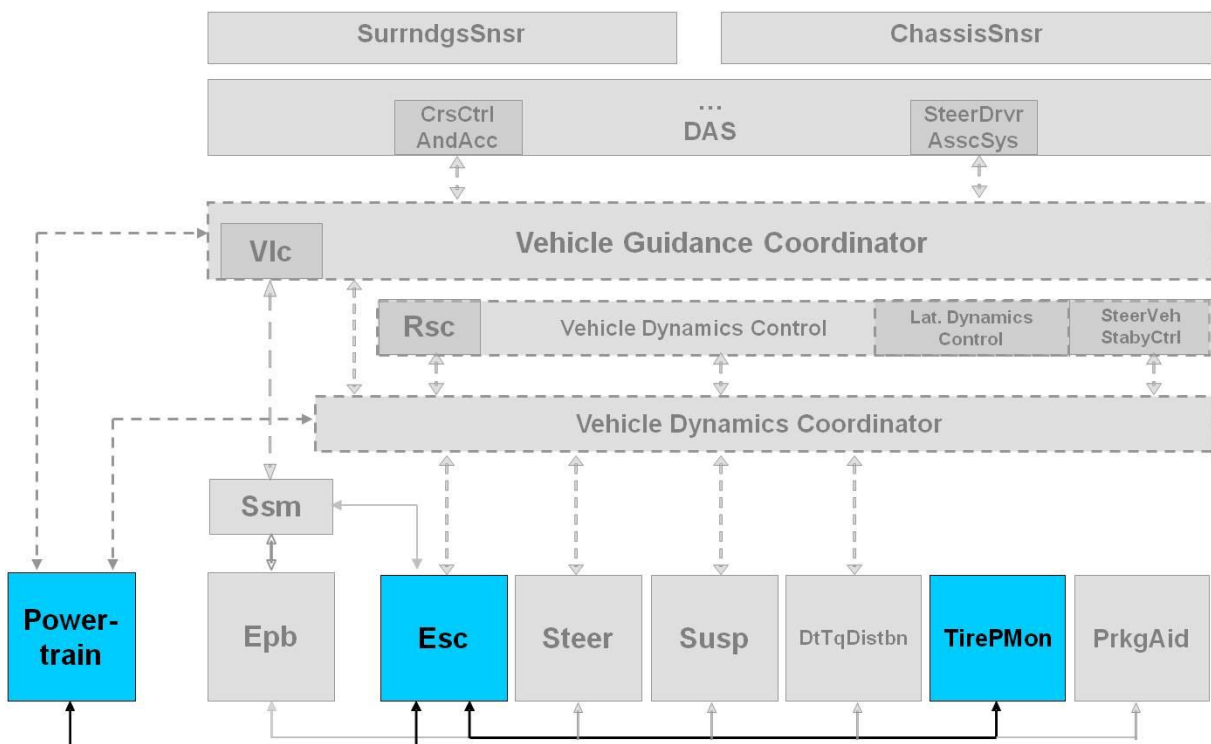 SurrndgsSnsr
ChassisSnsr
CrsCtrl
AndAcc
...
DAS
SteerDrvr
AsscSys
Vlc
Vehicle Guidance Coordinator
Rsc
Vehicle Dynamics Control
Lat. Dynamics
Control
SteerVeh
StabyCtrl
Vehicle Dynamics Coordinator
Ssm
Power-
train
Epb
Esc
Steer
Susp
DtTqDistbn
TirePMon
PrkgAid